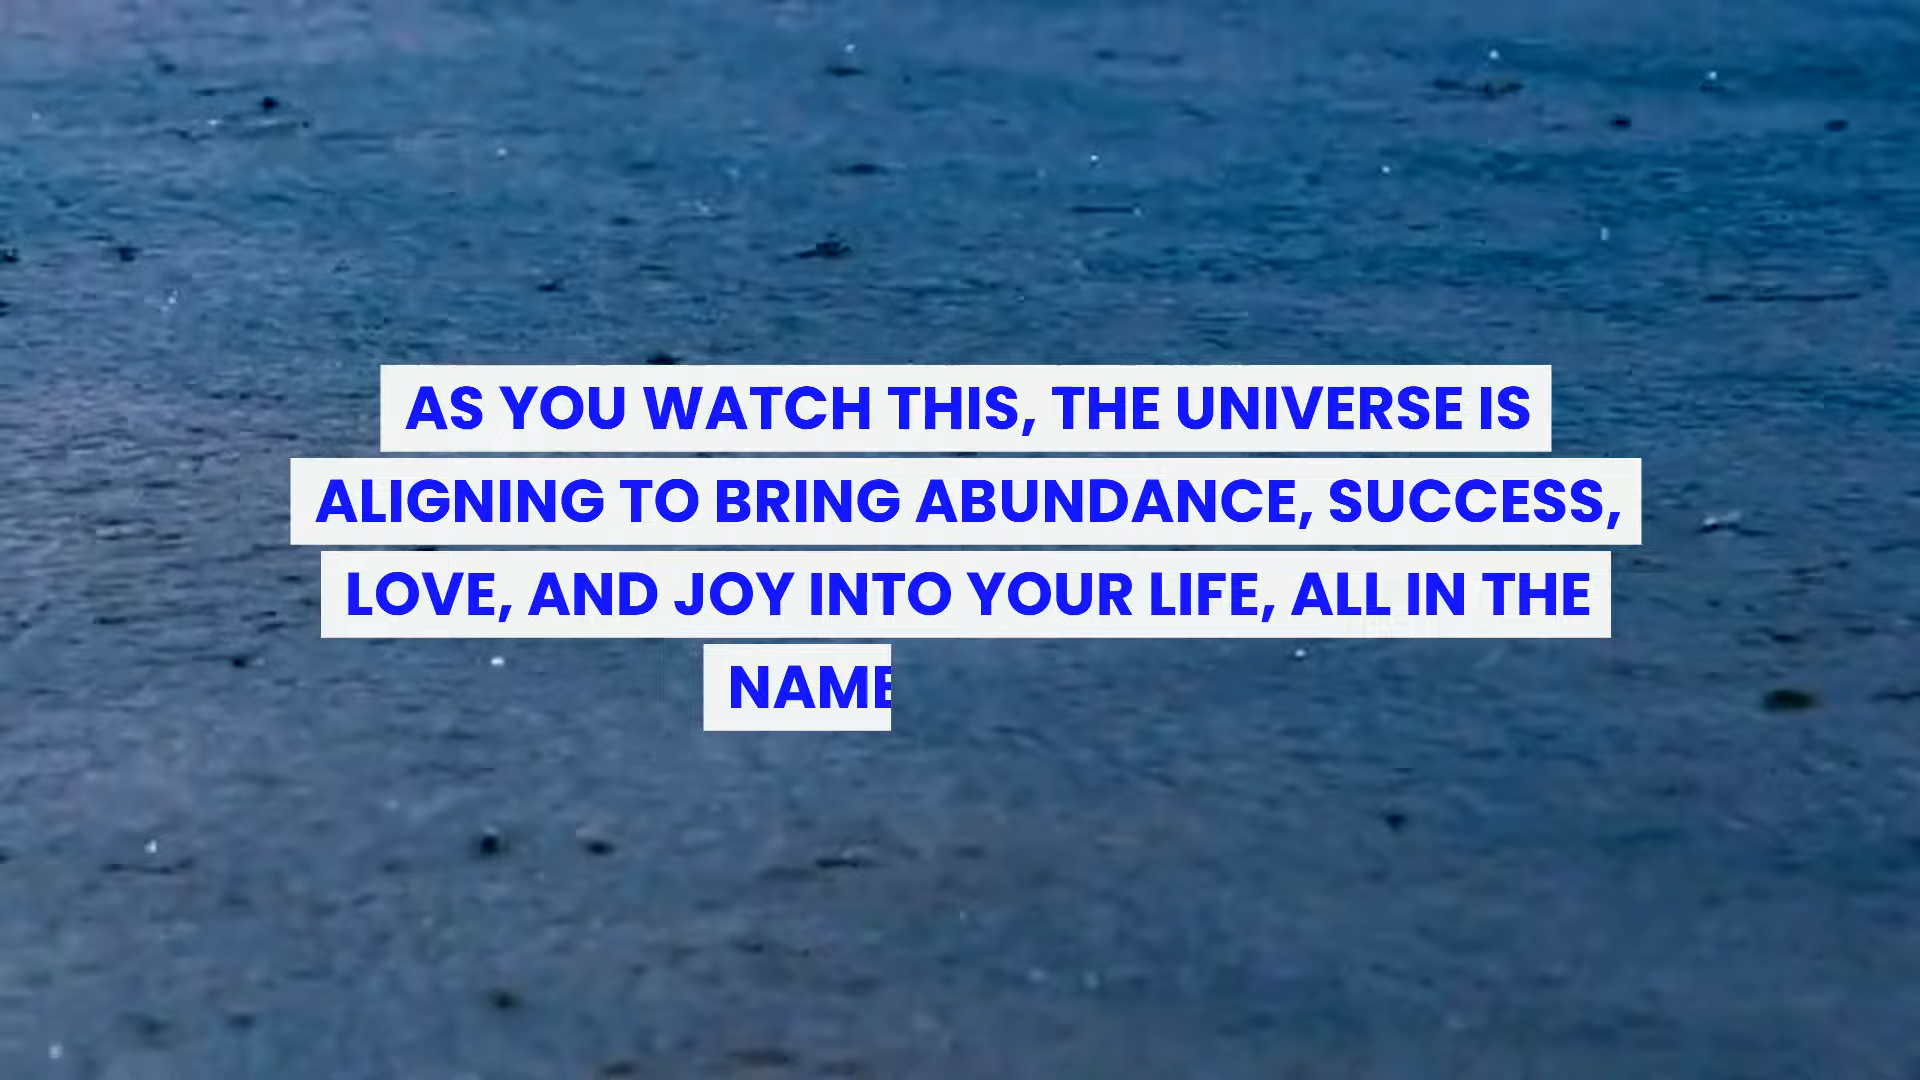 AS YOU WATCH THIS, THE UNIVERSE IS
ALIGNING TO BRING ABUNDANCE, SUCCESS,
LOVE, AND JOY INTO YOUR LIFE, ALL IN THE
NAME